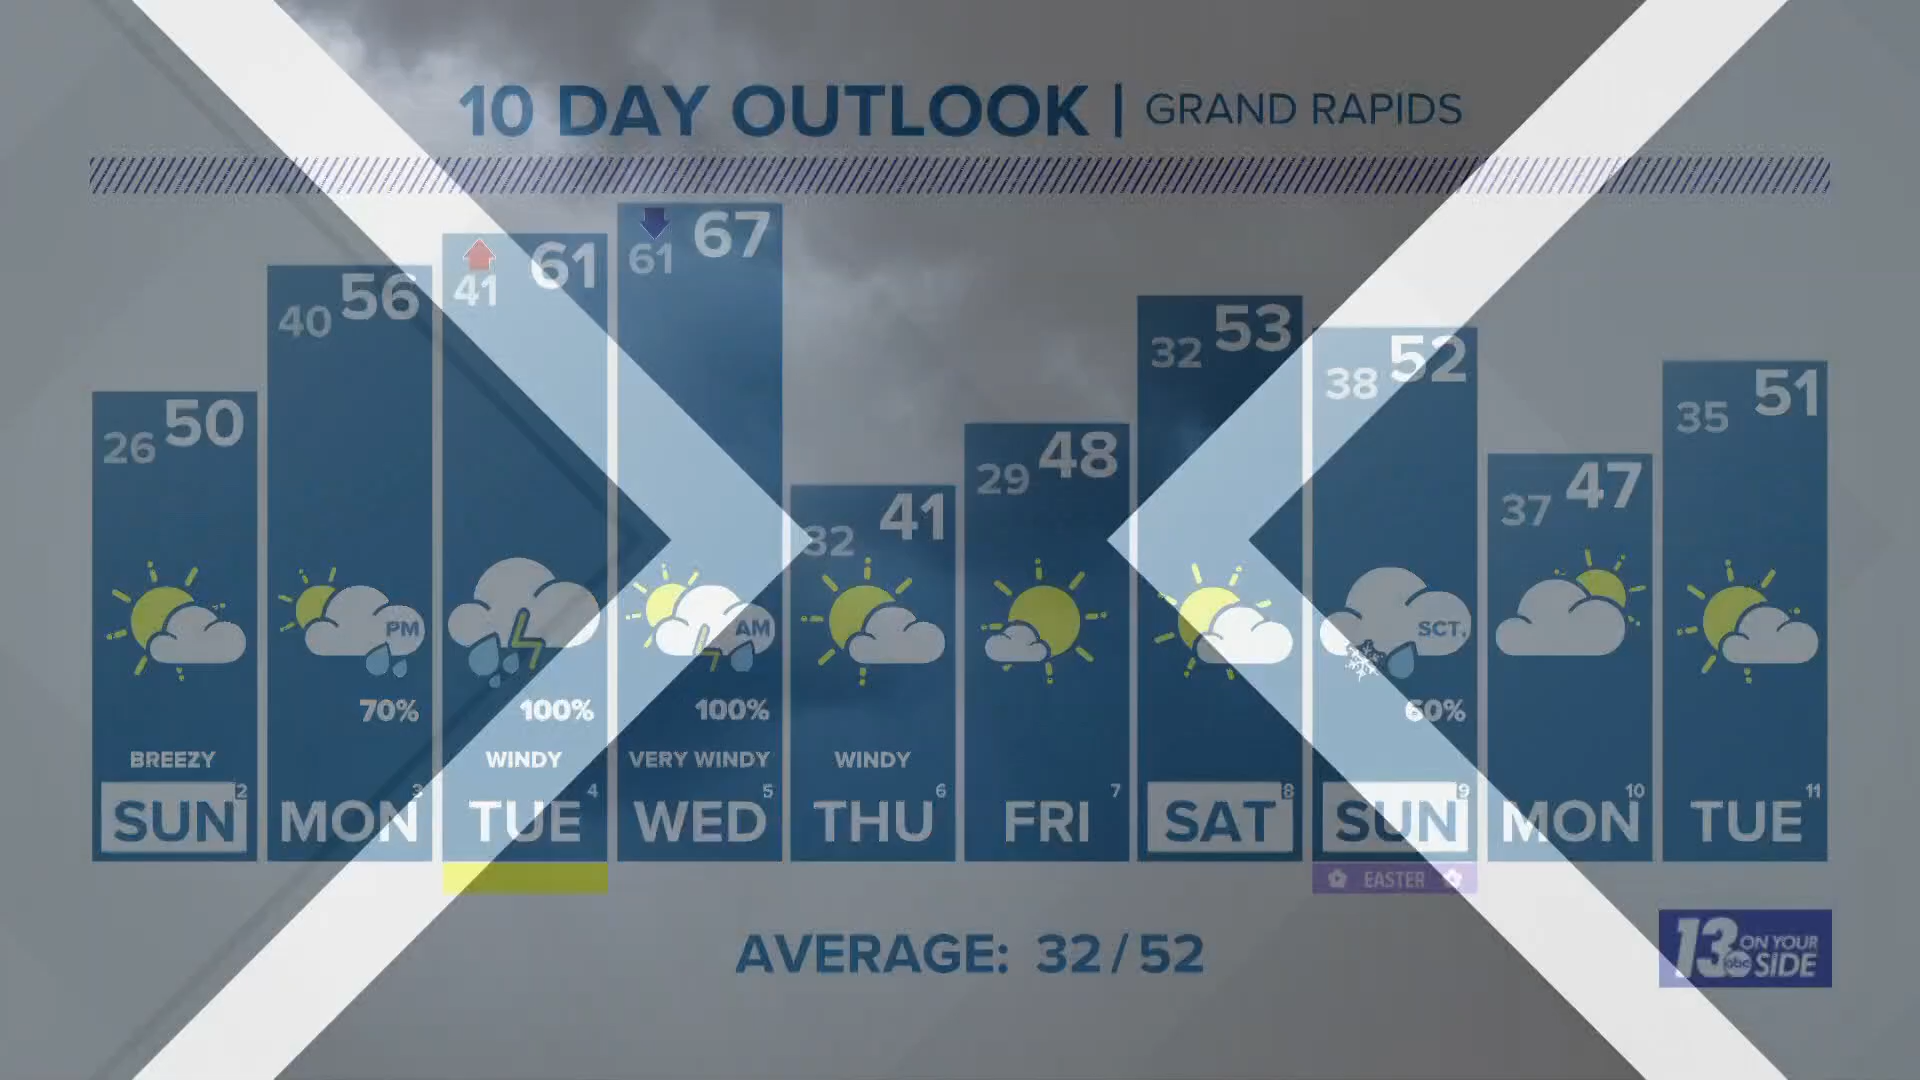 10 DAY OUTLOOK | GRAND RAPIDS
26 50
40 56
41 61
61 67
32 41
29 48
32 53
38 52
37 47
35 51
PM
AM
SCT.
70%
100%
100%
60%
BREEZY
WINDY
VERY WINDY
WINDY
SUN 2
MON 3
TUE 4
WED 5
THU 6
FRI 7
SAT 8
SUN 9
MON 10
TUE 11
EASTER
AVERAGE: 32 / 52
13 abc ON YOUR SIDE